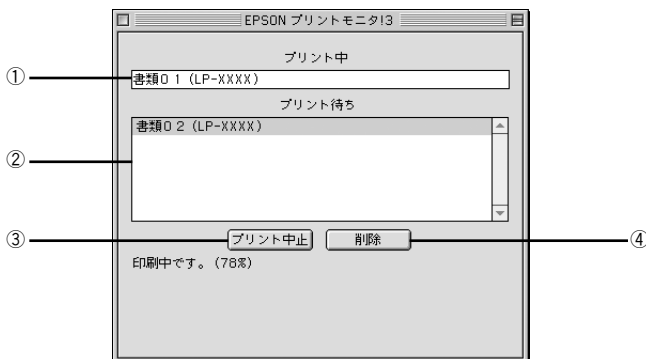 EPSON プリントモニタ!3
プリント中
① 書類０１ (LP-XXXX)
プリント待ち
② 書類０２ (LP-XXXX)
③ プリント中止 削除 ④
印刷中です。(78%)